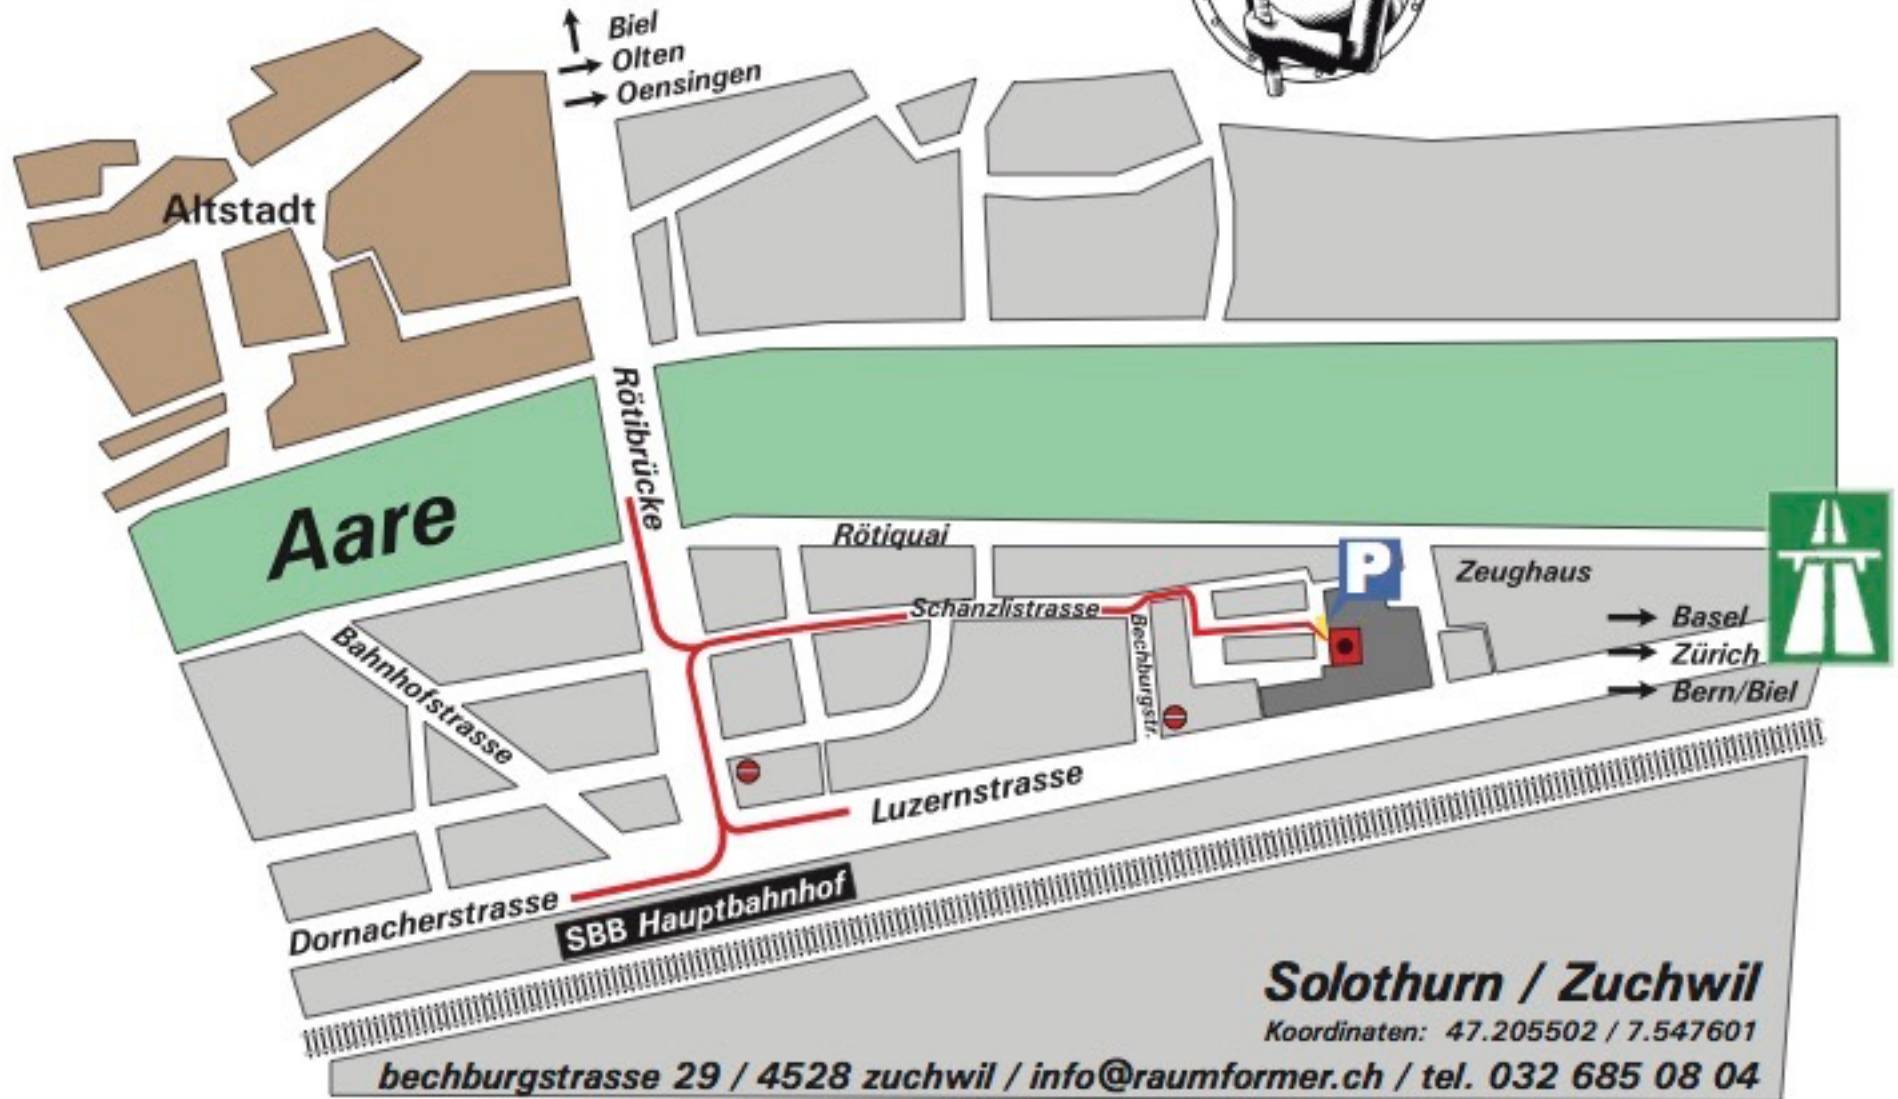 Biel
Olten
Oensingen
Altstadt
Rötibrücke
Aare
Rötiquai
P
Zeughaus
Schänzlistrasse
Bechburgstr.
Basel
Zürich
Bern/Biel
Bahnhofstrasse
Luzernstrasse
Dornacherstrasse
SBB Hauptbahnhof
Solothurn / Zuchwil
Koordinaten: 47.205502 / 7.547601
bechburgstrasse 29 / 4528 zuchwil / info@raumformer.ch / tel. 032 685 08 04